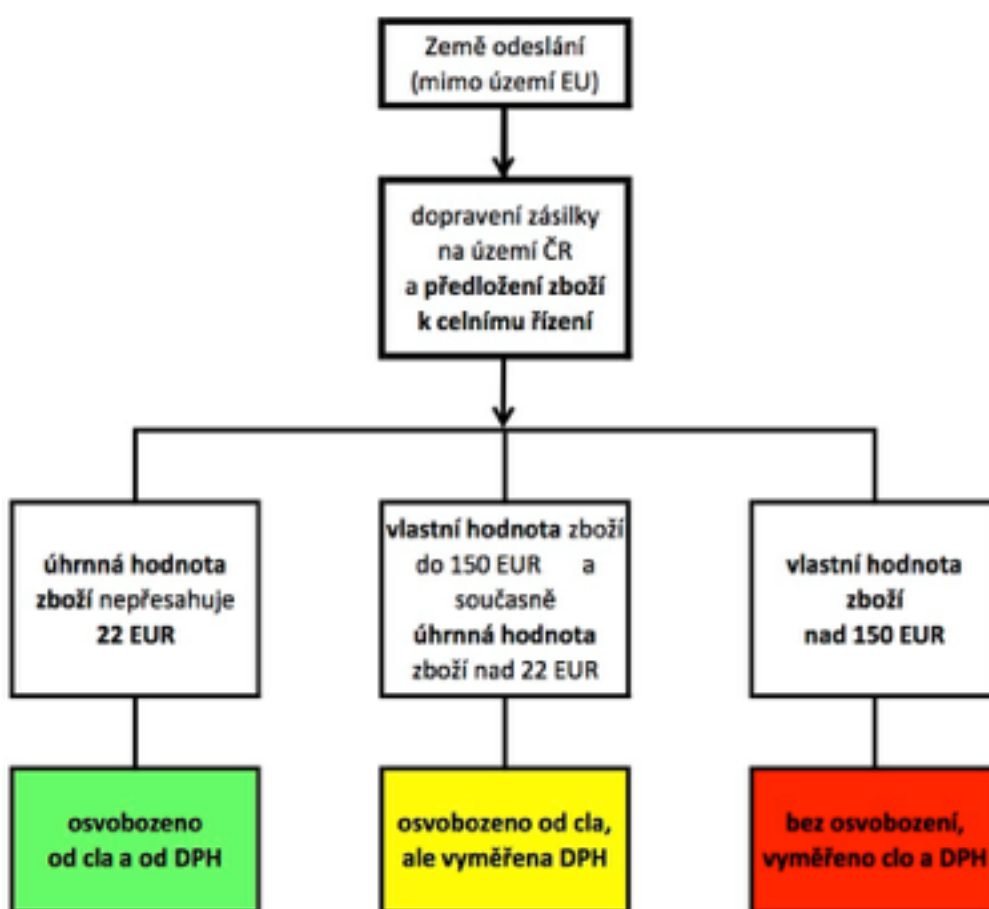 Země odeslání
(mimo území EU)
dopravení zásilky
na území ČR
a předložení zboží
k celnímu řízení
úhrnná hodnota
zboží nepřesahuje
22 EUR
vlastní hodnota zboží
do 150 EUR a
současně
úhrnná hodnota
zboží nad 22 EUR
vlastní hodnota
zboží
nad 150 EUR
osvobozeno
od cla a od DPH
osvobozeno od cla,
ale vyměřena DPH
bez osvobození,
vyměřeno clo a DPH